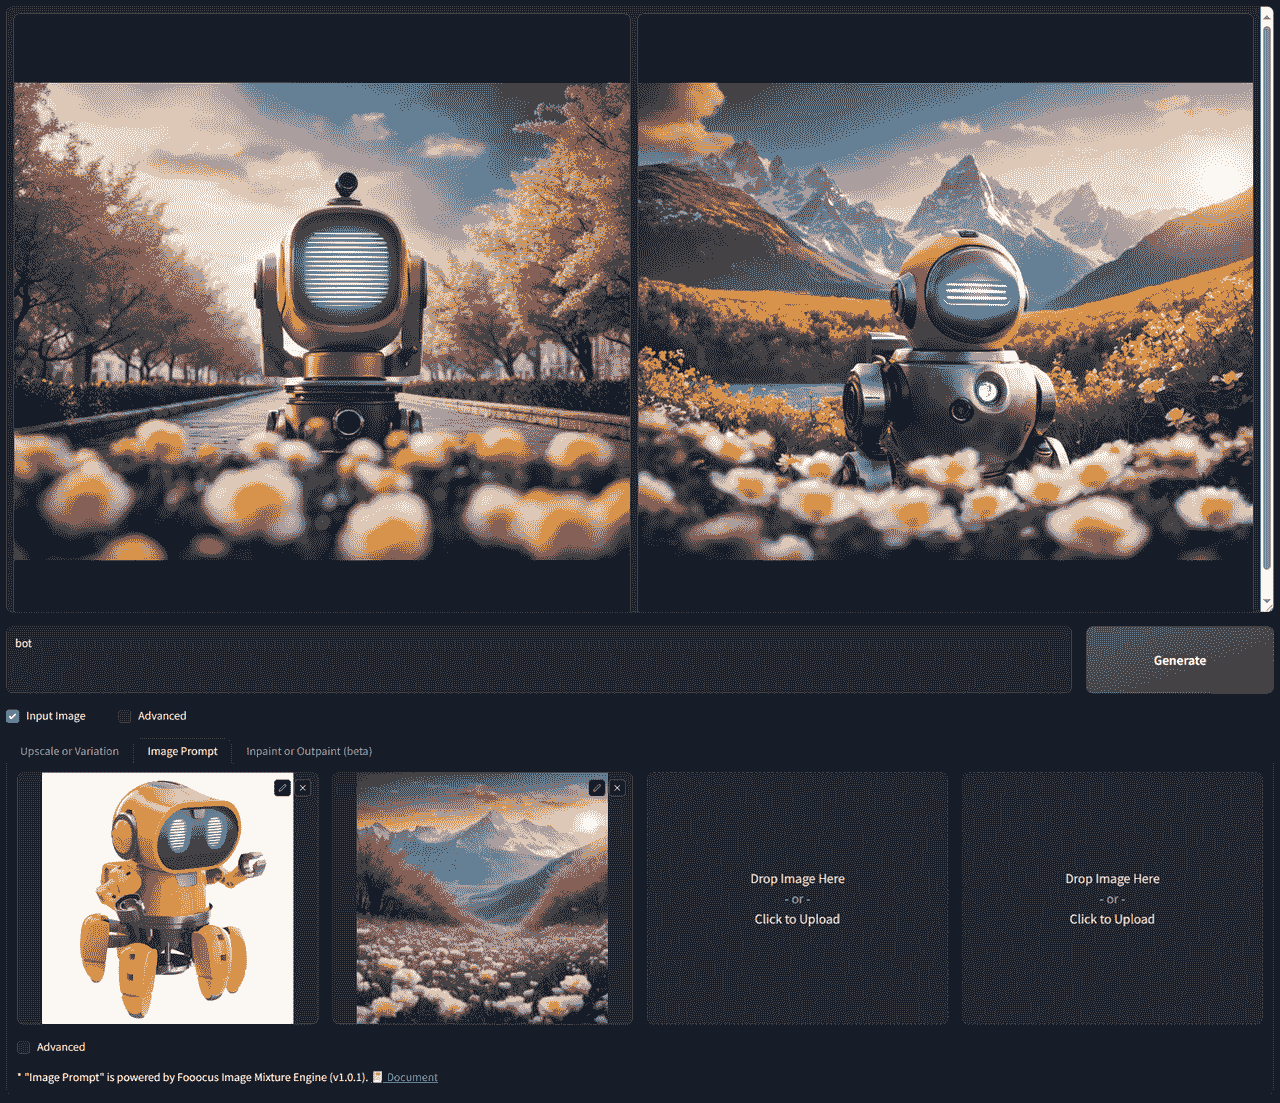 bot
Generate
Input Image
Advanced
Upscale or Variation
Image Prompt
Inpaint or Outpaint (beta)
Drop Image Here
- or -
Click to Upload
Drop Image Here
- or -
Click to Upload
Advanced
* "Image Prompt" is powered by Fooocus Image Mixture Engine (v1.0.1). Document